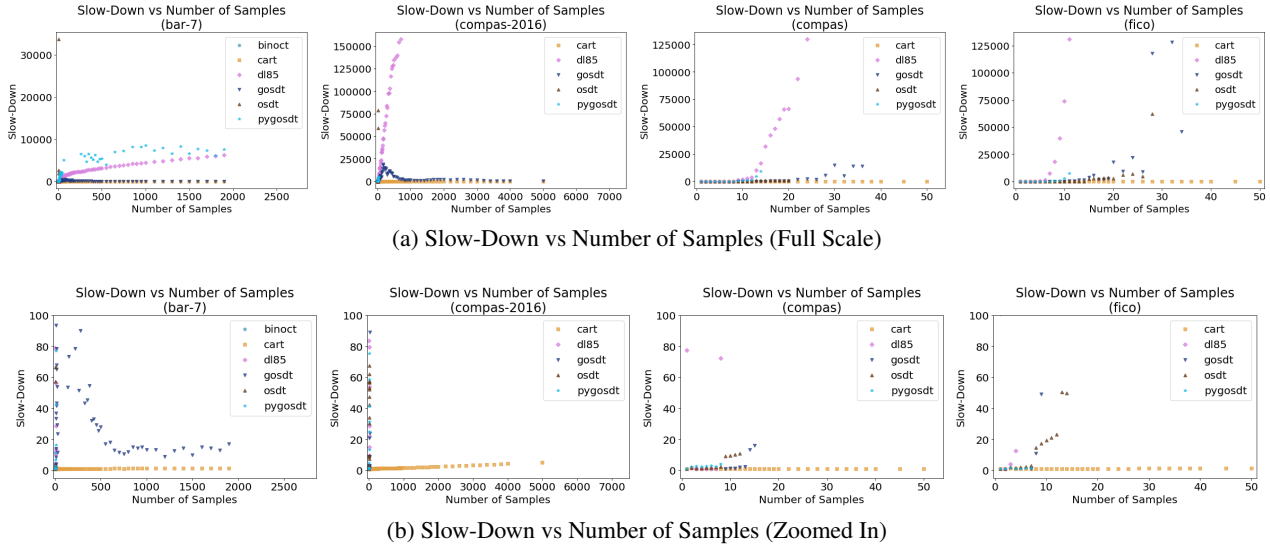 Slow-Down vs Number of Samples
(bar-7)
Slow-Down
30000
20000
10000
0
0 500 1000 1500 2000 2500
Number of Samples
binoct
cart
dl85
gosdt
osdt
pygosdt
Slow-Down vs Number of Samples
(compas-2016)
Slow-Down
150000
125000
100000
75000
50000
25000
0
0 1000 2000 3000 4000 5000 6000 7000
Number of Samples
cart
dl85
gosdt
osdt
pygosdt
Slow-Down vs Number of Samples
(compas)
Slow-Down
125000
100000
75000
50000
25000
0
0 10 20 30 40 50
Number of Samples
cart
dl85
gosdt
osdt
pygosdt
Slow-Down vs Number of Samples
(fico)
Slow-Down
125000
100000
75000
50000
25000
0
0 10 20 30 40 50
Number of Samples
cart
dl85
gosdt
osdt
pygosdt
(a) Slow-Down vs Number of Samples (Full Scale)
Slow-Down vs Number of Samples
(bar-7)
Slow-Down
100
80
60
40
20
0
0 500 1000 1500 2000 2500
Number of Samples
binoct
cart
dl85
gosdt
osdt
pygosdt
Slow-Down vs Number of Samples
(compas-2016)
Slow-Down
100
80
60
40
20
0
0 1000 2000 3000 4000 5000 6000 7000
Number of Samples
cart
dl85
gosdt
osdt
pygosdt
Slow-Down vs Number of Samples
(compas)
Slow-Down
100
80
60
40
20
0
0 10 20 30 40 50
Number of Samples
cart
dl85
gosdt
osdt
pygosdt
Slow-Down vs Number of Samples
(fico)
Slow-Down
100
80
60
40
20
0
0 10 20 30 40 50
Number of Samples
cart
dl85
gosdt
osdt
pygosdt
(b) Slow-Down vs Number of Samples (Zoomed In)